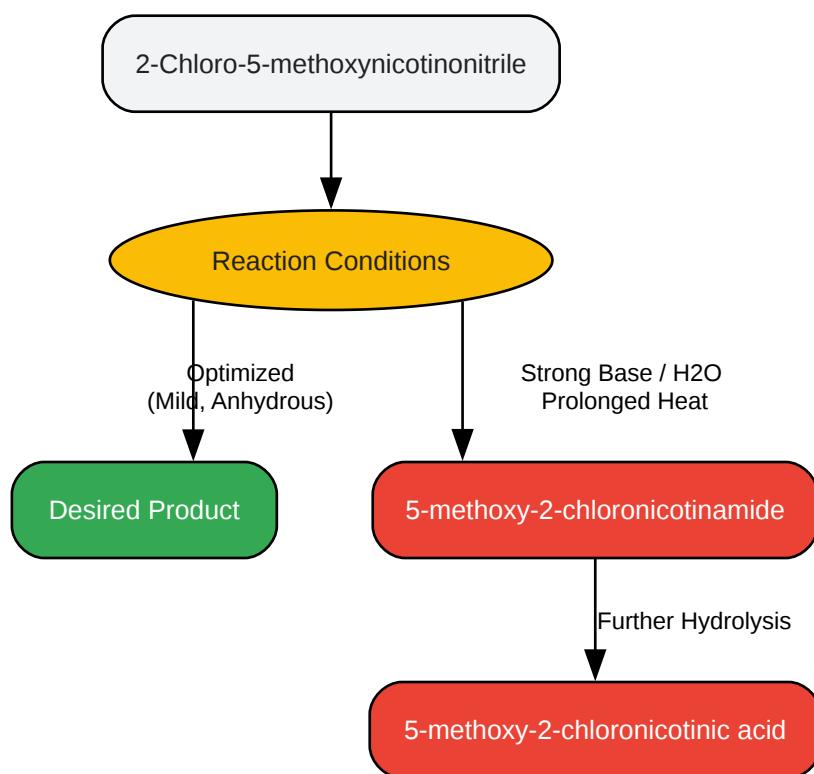 2-Chloro-5-methoxynicotinonitrile
Reaction Conditions
Optimized
(Mild, Anhydrous)
Strong Base / H2O
Prolonged Heat
Desired Product
5-methoxy-2-chloronicotinamide
Further Hydrolysis
5-methoxy-2-chloronicotinic acid